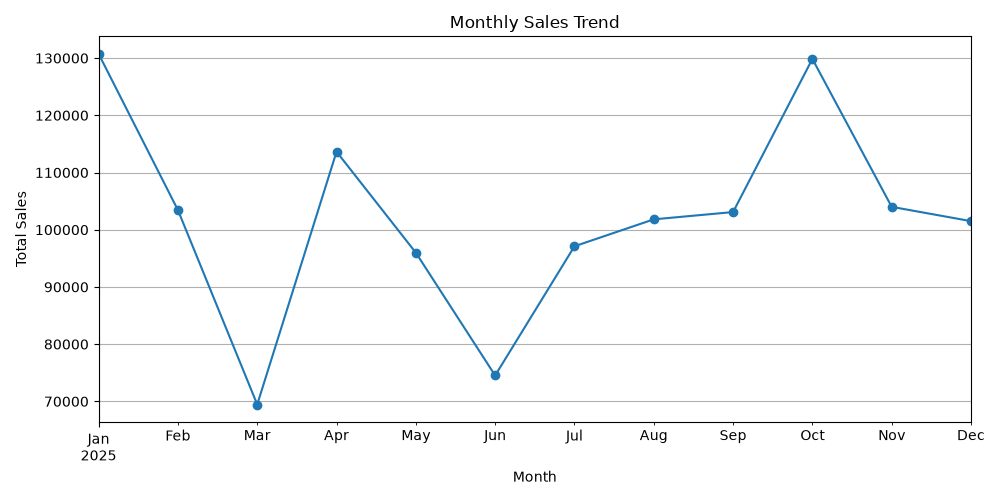 Monthly Sales Trend
130000
120000
110000
100000
90000
80000
70000
Total Sales
Jan Feb Mar Apr May Jun Jul Aug Sep Oct Nov Dec
2025
Month